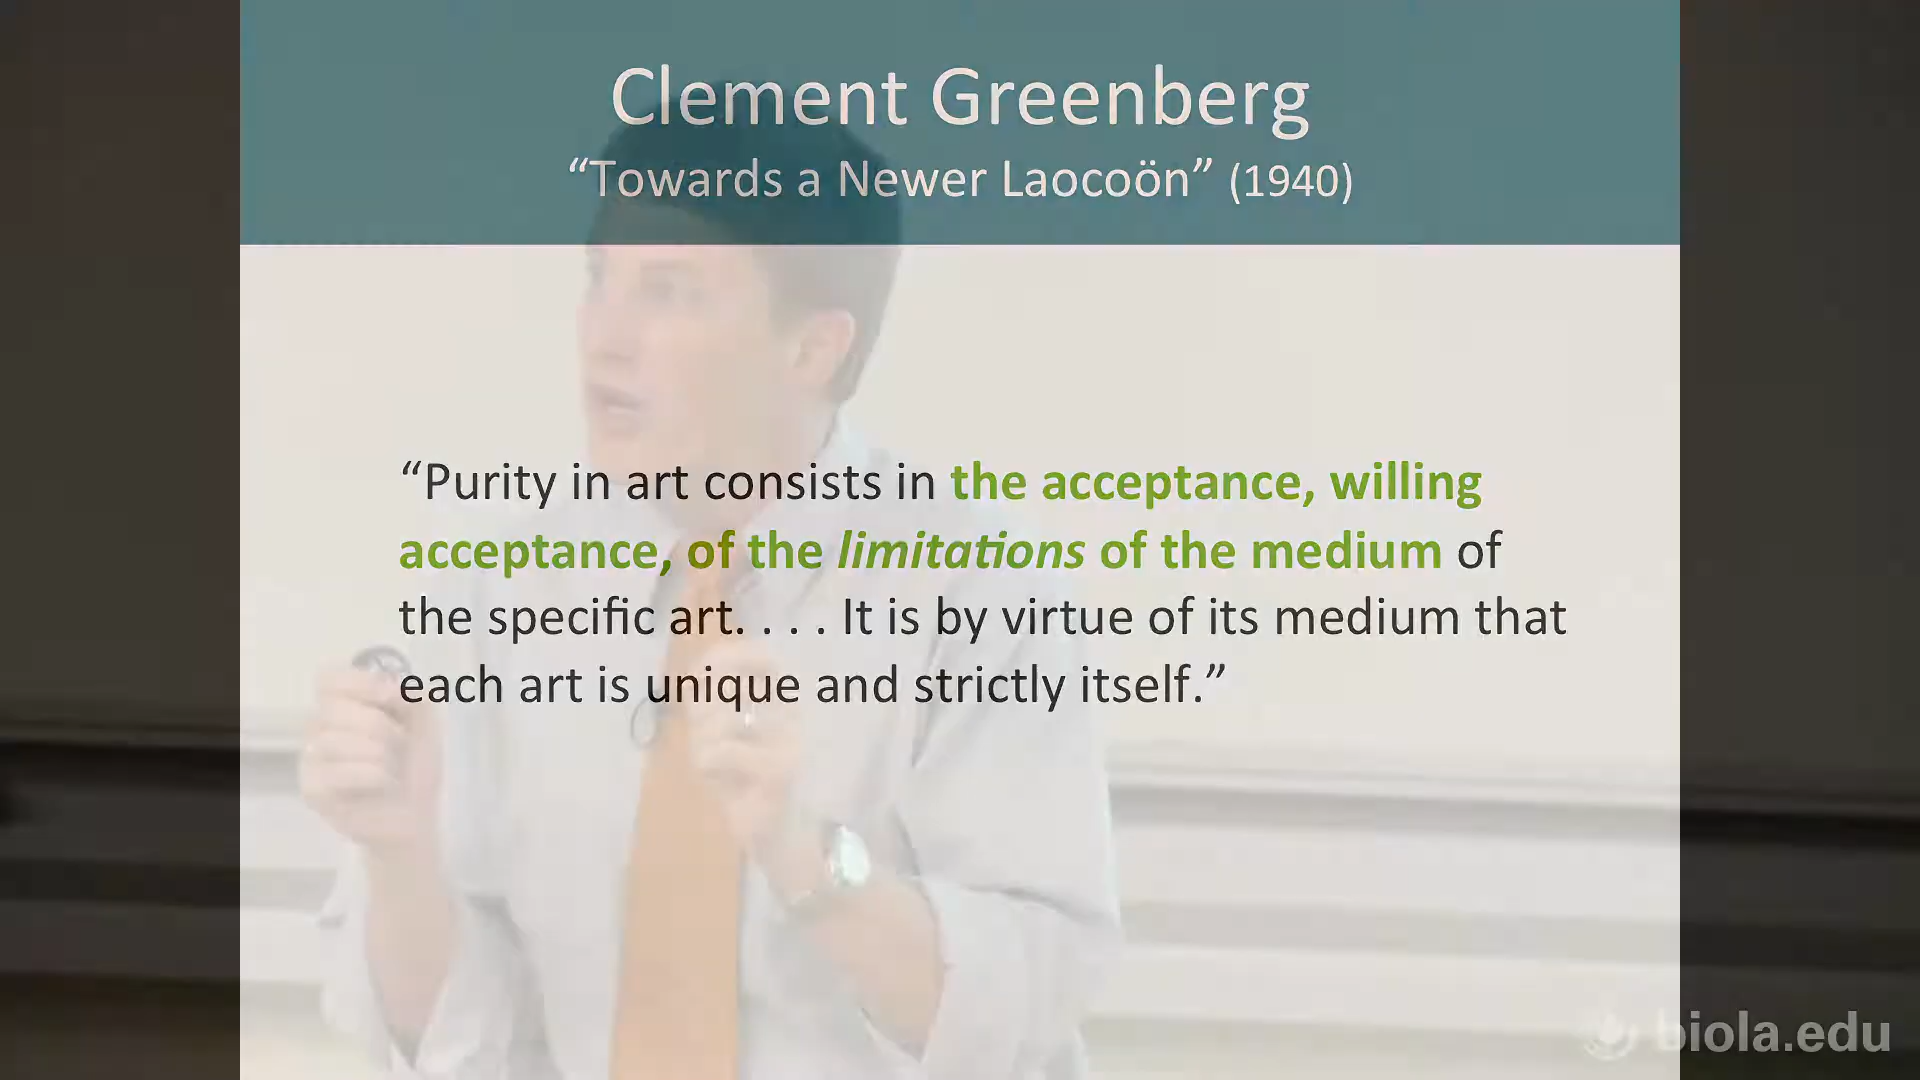 Clement Greenberg
“Towards a Newer Laocoön” (1940)
“Purity in art consists in the acceptance, willing
acceptance, of the limitations of the medium of
the specific art. . . . It is by virtue of its medium that
each art is unique and strictly itself.”
biola.edu